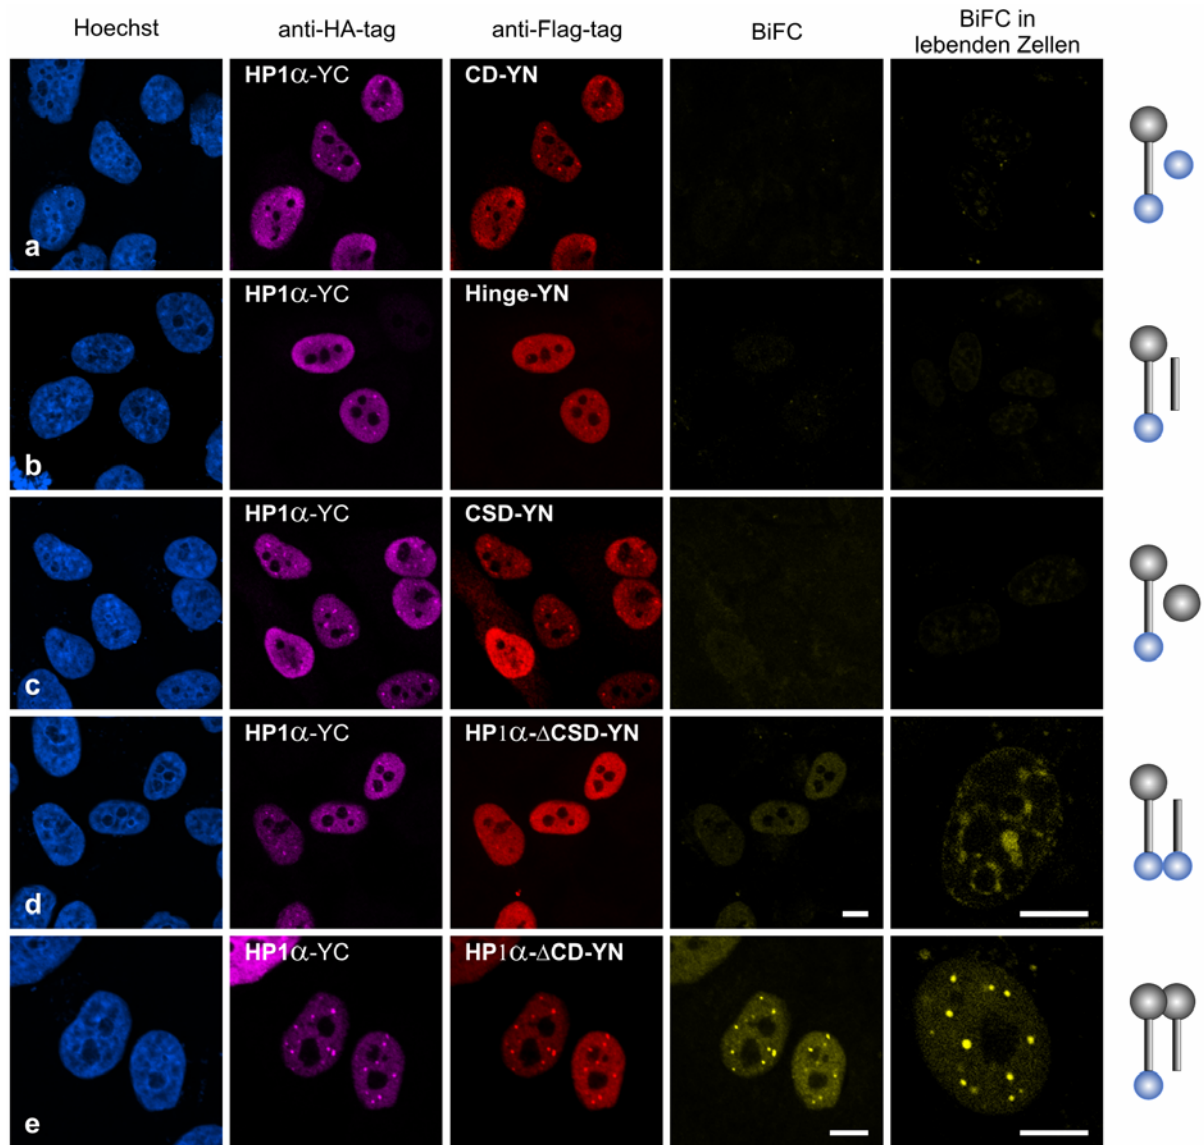 Hoechst
anti-HA-tag
anti-Flag-tag
BiFC
BiFC in
lebenden Zellen
HP1α-YC
CD-YN
a
HP1α-YC
Hinge-YN
b
HP1α-YC
CSD-YN
c
HP1α-YC
HP1α-ΔCSD-YN
d
HP1α-YC
HP1α-ΔCD-YN
e